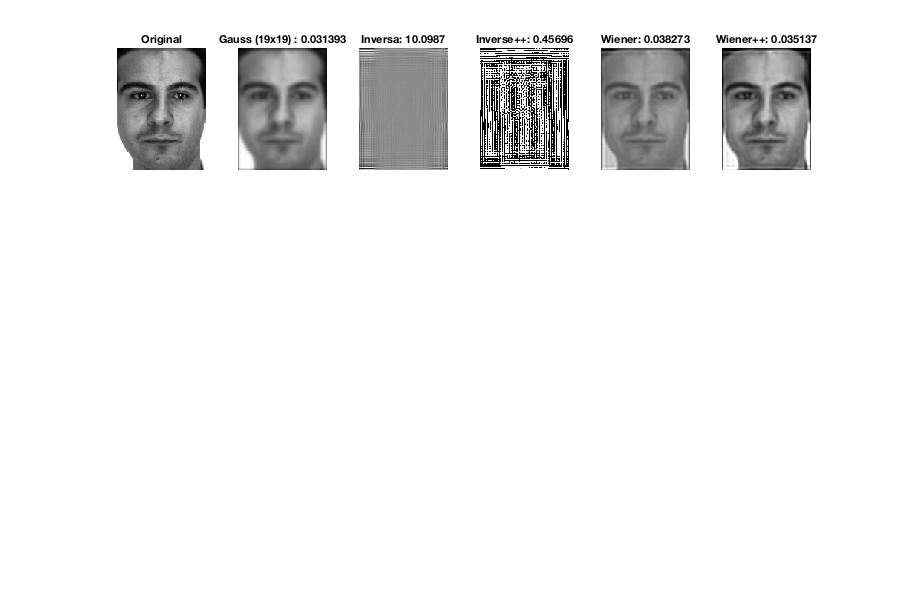 Original
Gauss (19x19) : 0.031393
Inversa: 10.0987
Inverse++: 0.45696
Wiener: 0.038273
Wiener++: 0.035137